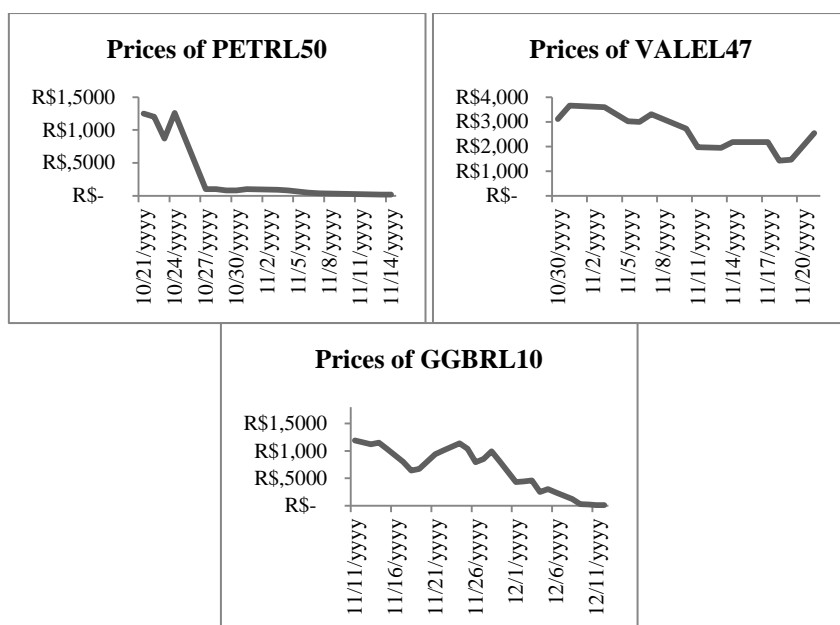 Prices of PETRL50
R$1,5000
R$1,000
R$,5000
R$-
10/21/yyyy
10/24/yyyy
10/27/yyyy
10/30/yyyy
11/2/yyyy
11/5/yyyy
11/8/yyyy
11/11/yyyy
11/14/yyyy
Prices of VALEL47
R$4,000
R$3,000
R$2,000
R$1,000
R$-
10/30/yyyy
11/2/yyyy
11/5/yyyy
11/8/yyyy
11/11/yyyy
11/14/yyyy
11/17/yyyy
11/20/yyyy
Prices of GGBRL10
R$1,5000
R$1,000
R$,5000
R$-
11/11/yyyy
11/16/yyyy
11/21/yyyy
11/26/yyyy
12/1/yyyy
12/6/yyyy
12/11/yyyy